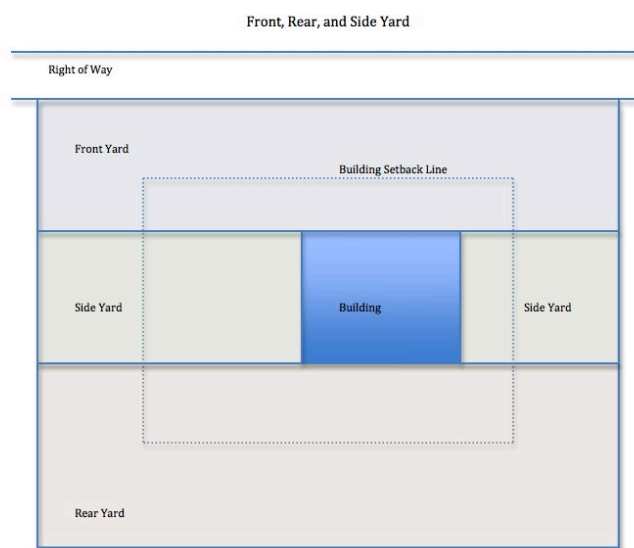 Front, Rear, and Side Yard
Right of Way
Front Yard
Building Setback Line
Side Yard
Building
Side Yard
Rear Yard